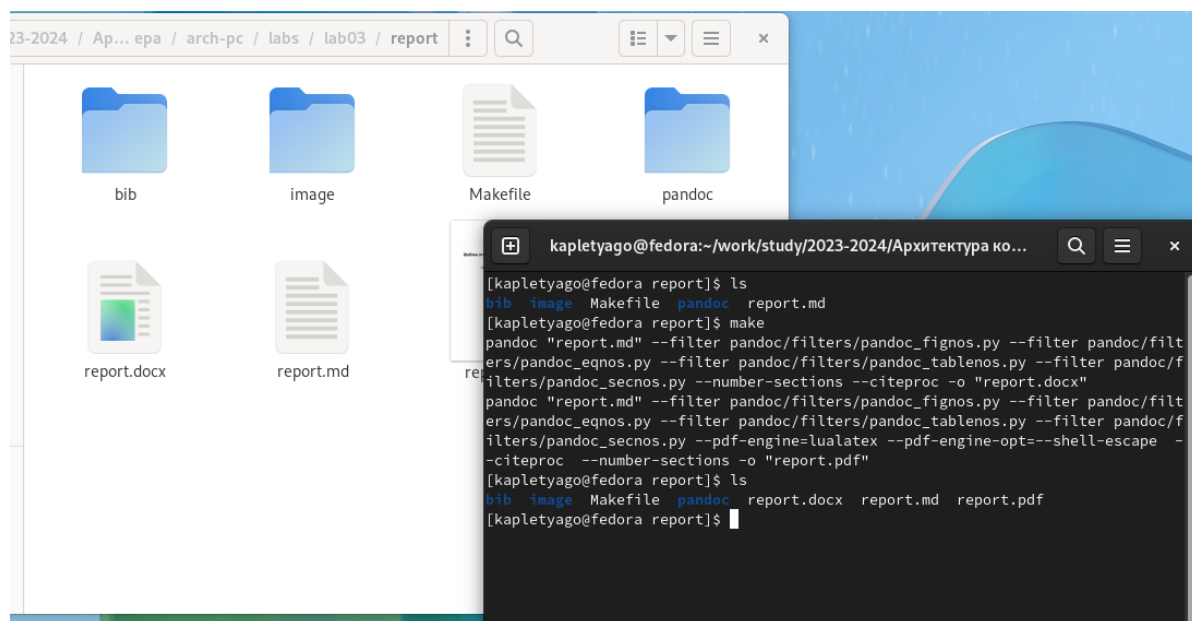 23-2024 / Ap... epa / arch-pc / labs / lab03 / report
bib
image
Makefile
pandoc
report.docx
report.md
kapletyago@fedora:~/work/study/2023-2024/Архитектура ко...
[kapletyago@fedora report]$ ls
bib image Makefile pandoc report.md
[kapletyago@fedora report]$ make
pandoc "report.md" --filter pandoc/filters/pandoc_fignos.py --filter pandoc/filt
ers/pandoc_eqnos.py --filter pandoc/filters/pandoc_tablenos.py --filter pandoc/f
ilters/pandoc_secnos.py --number-sections --citeproc -o "report.docx"
pandoc "report.md" --filter pandoc/filters/pandoc_fignos.py --filter pandoc/filt
ers/pandoc_eqnos.py --filter pandoc/filters/pandoc_tablenos.py --filter pandoc/f
ilters/pandoc_secnos.py --pdf-engine=lualatex --pdf-engine-opt=--shell-escape -
-citeproc --number-sections -o "report.pdf"
[kapletyago@fedora report]$ ls
bib image Makefile pandoc report.docx report.md report.pdf
[kapletyago@fedora report]$